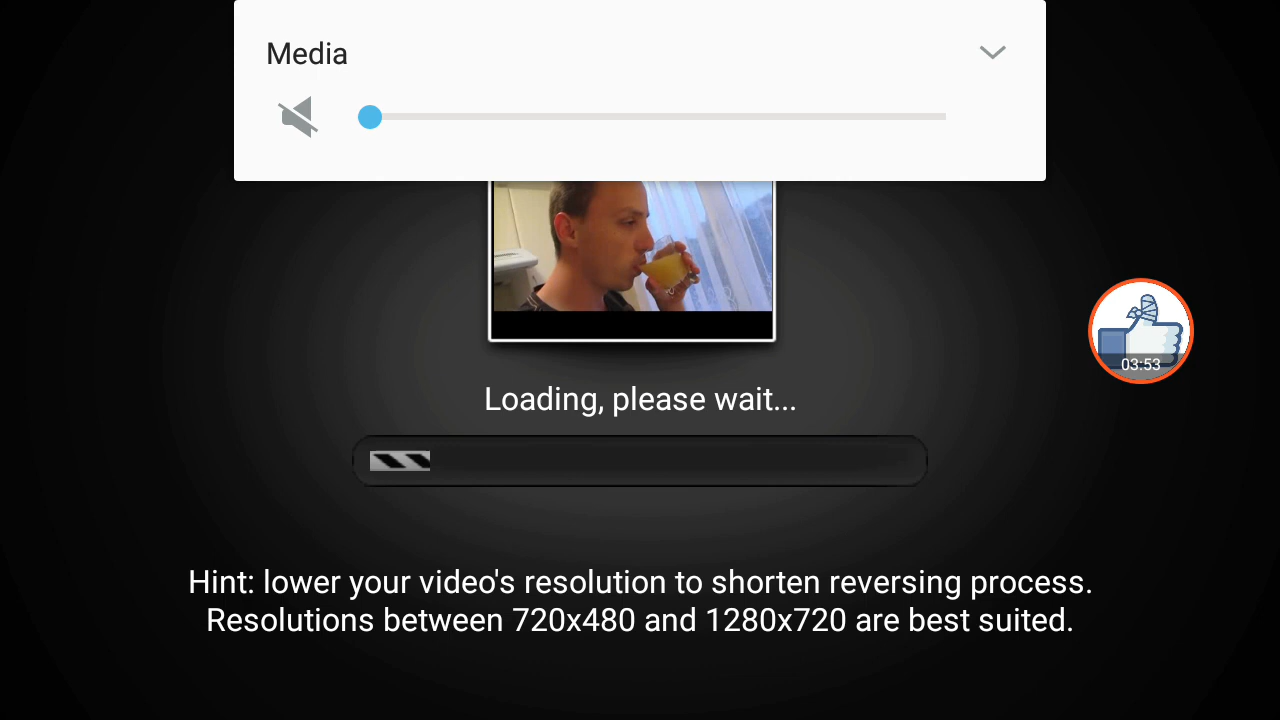 Media
03:53
Loading, please wait...
Hint: lower your video's resolution to shorten reversing process.
Resolutions between 720x480 and 1280x720 are best suited.